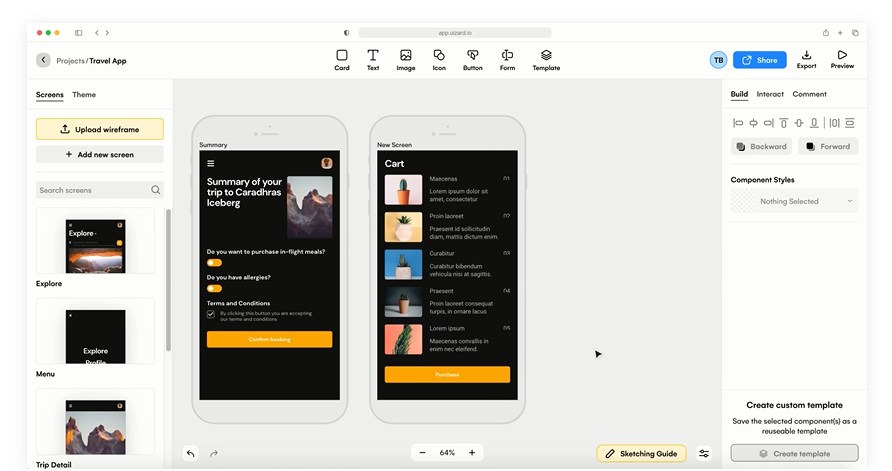 app.uizard.io
Projects / Travel App
Card
Text
Image
Icon
Button
Form
Template
TB
Share
Export
Preview
Screens
Theme
Upload wireframe
+ Add new screen
Seach screens
Explore
Explore
Explore
Profile
Menu
Trip Detail
Summary
Summary of your
trip to Caradhras
Iceberg
Do you want to purchase in-flight meals?
Do you have allergies?
Terms and Conditions
By clicking this button you are accepting
our terms and conditions
Confirm booking
New Screen
Cart
Maecenas
01
Lorem ipsum dolor sit
amet, consectetur
Proin laoreet
02
Praesent id sollicitudin
diam, mattis dictum enim.
Curabitur
03
Curabitur bibendum
vehicula nisi at sagittis.
Praesent
04
Proin laoreet consequat
turpis, in ornare lacus
Lorem ipsum
05
Maecenas convallis in
enim nec eleifend.
Purchase
− 64% +
Sketching Guide
Build
Interact
Comment
Backward
Forward
Component Styles
Nothing Selected
Create custom template
Save the selected component(s) as a
reuseable template
Create template